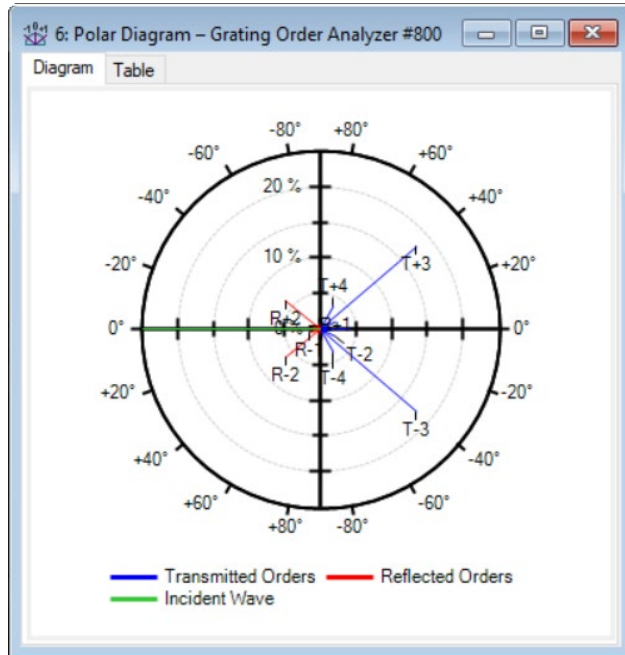 6: Polar Diagram – Grating Order Analyzer #800
Diagram Table
-80° +80°
-60° +60°
-40° +40°
-20° +20°
0° 0°
+20° -20°
+40° -40°
+60° -60°
+80° -80°
20 %
10 %
T+3
T+4
R+2
T-2
R-2
T-4
T-3
Transmitted Orders Reflected Orders
Incident Wave